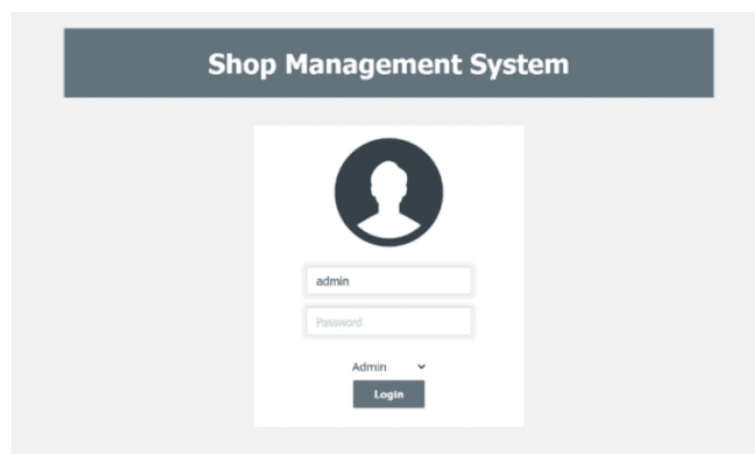 Shop Management System
admin
Password
Admin
Login